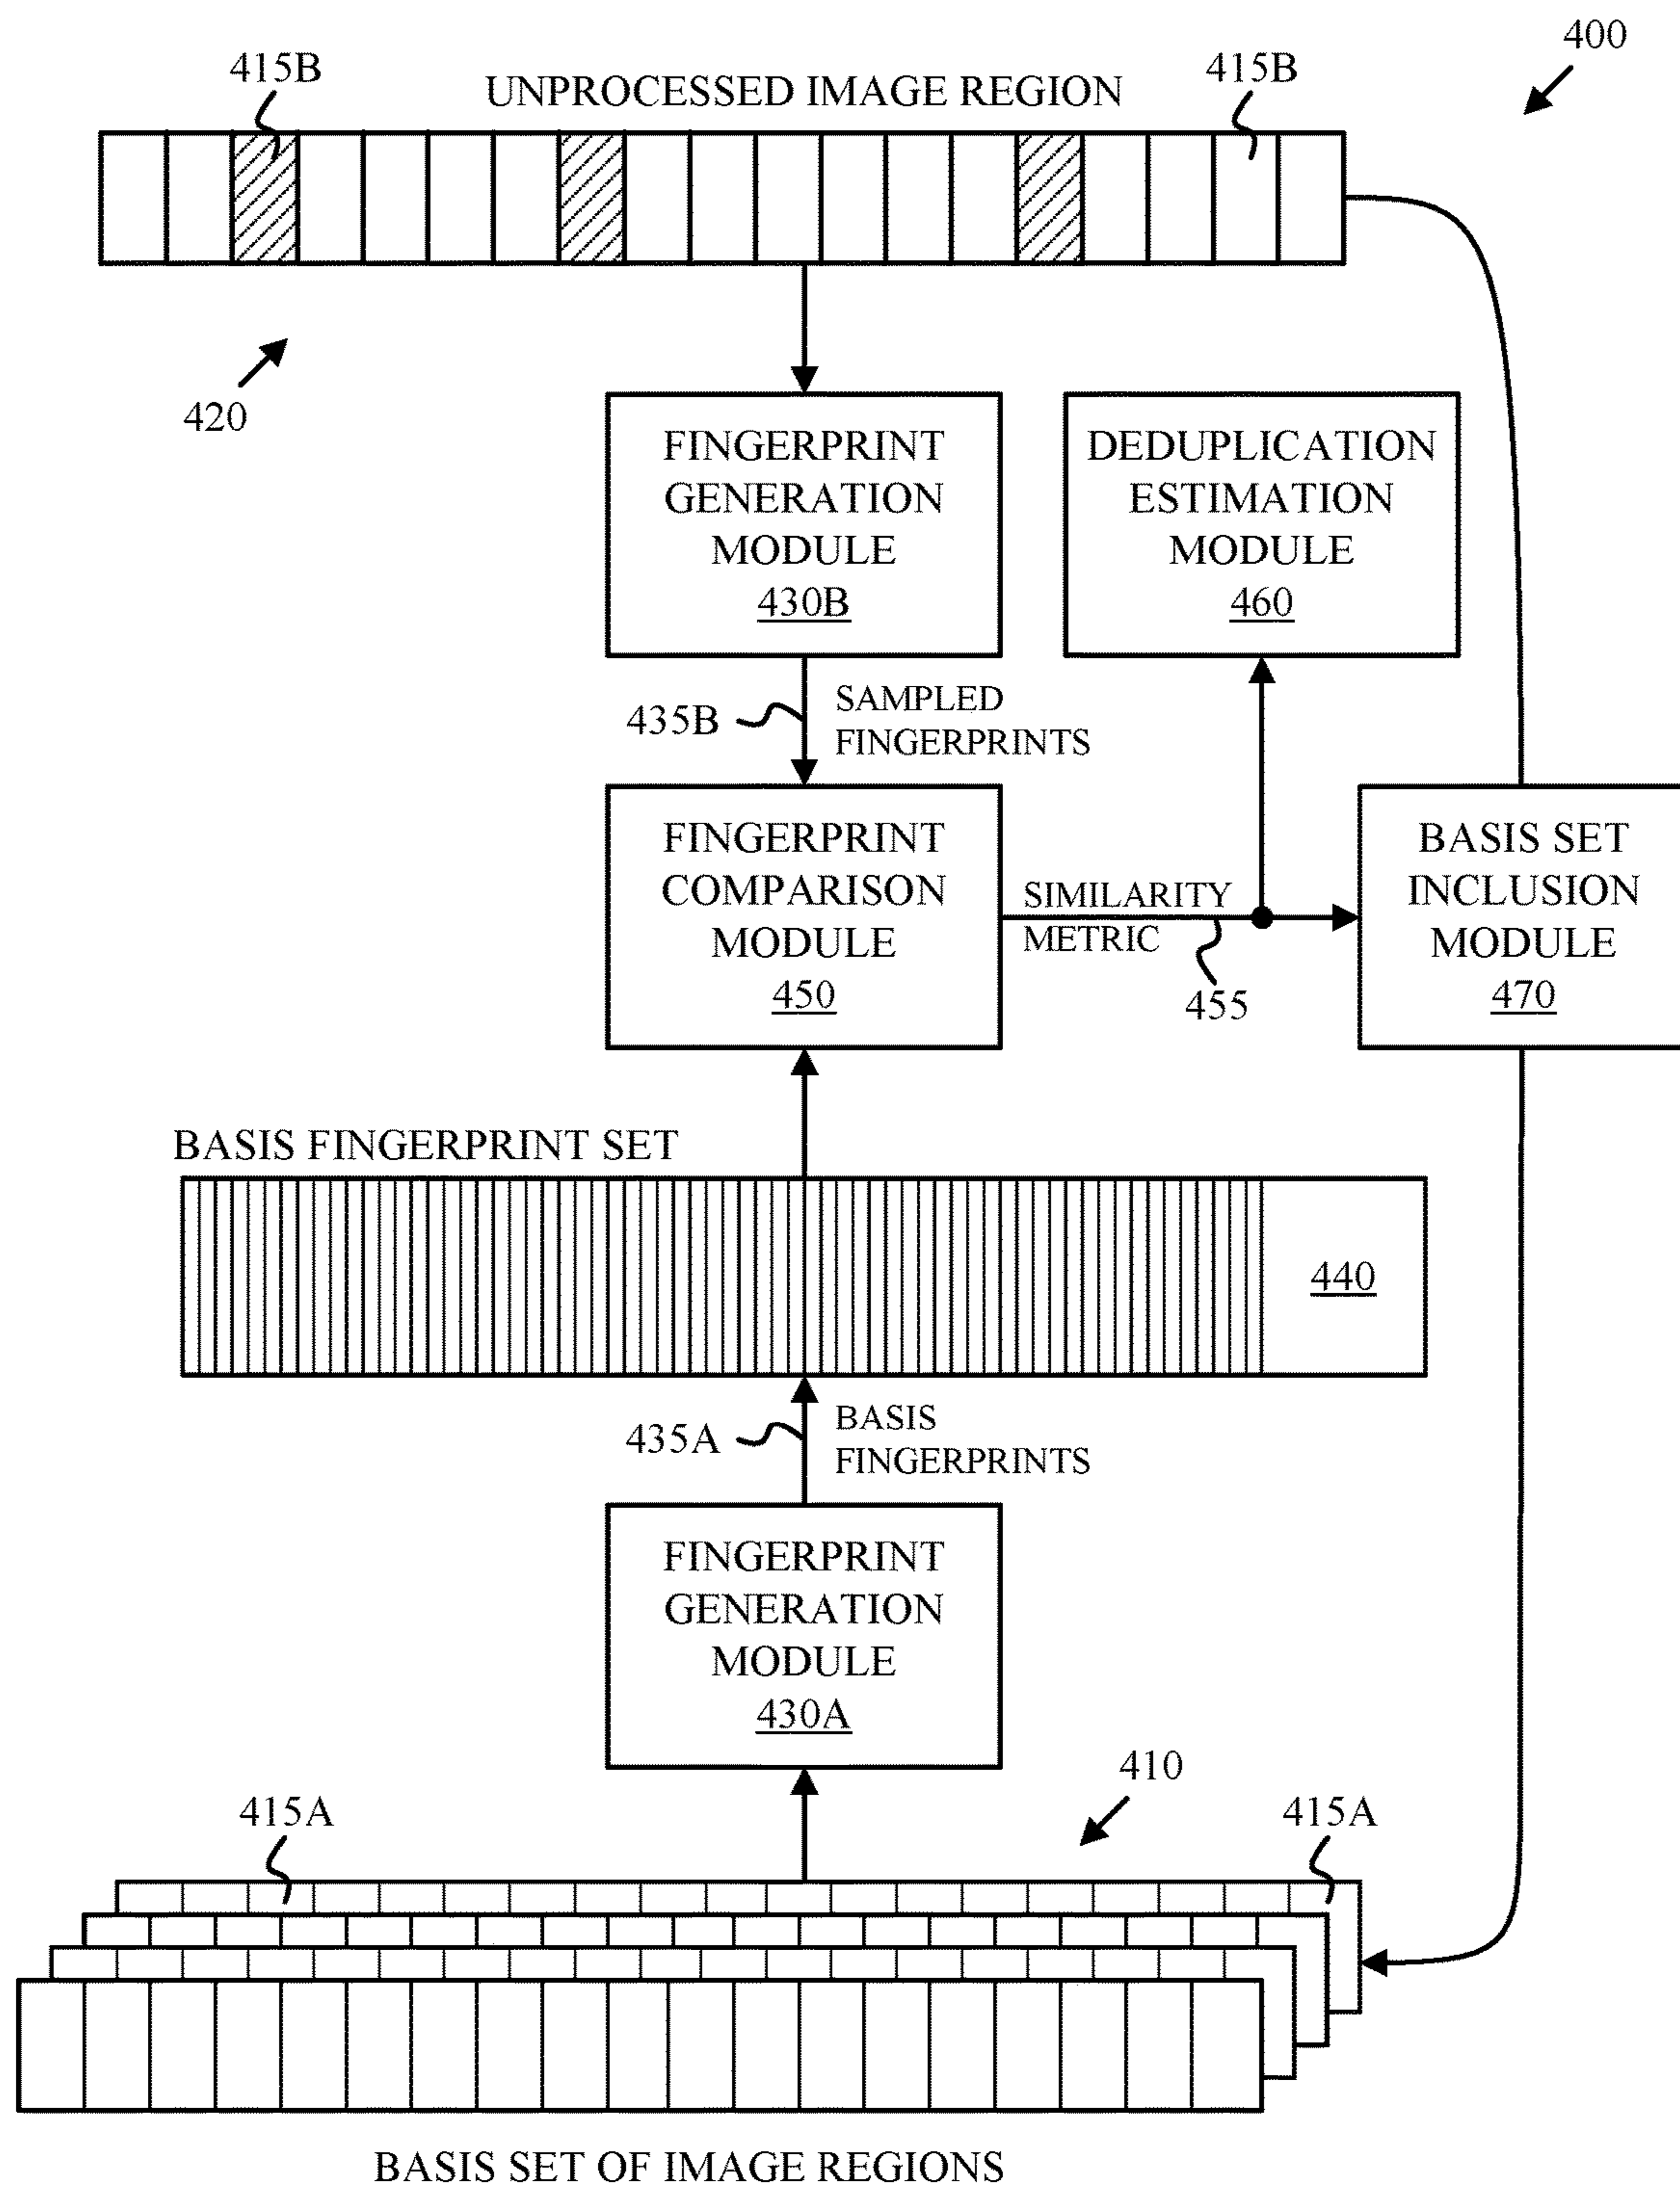 400
415B
415B
UNPROCESSED IMAGE REGION
420
FINGERPRINT
GENERATION
MODULE
430B
DEDUPLICATION
ESTIMATION
MODULE
460
435B
SAMPLED
FINGERPRINTS
FINGERPRINT
COMPARISON
MODULE
450
SIMILARITY
METRIC
455
BASIS SET
INCLUSION
MODULE
470
BASIS FINGERPRINT SET
440
435A
BASIS
FINGERPRINTS
FINGERPRINT
GENERATION
MODULE
430A
410
415A
415A
BASIS SET OF IMAGE REGIONS